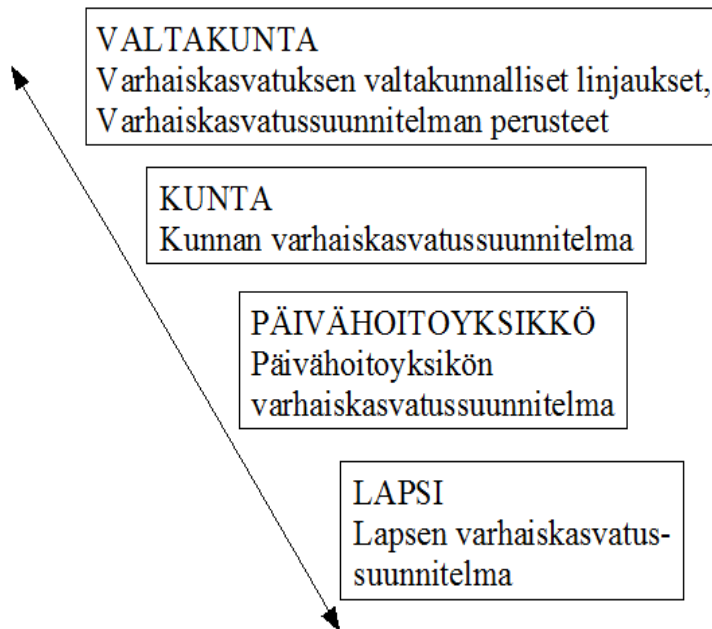 VALTAKUNTA
Varhaiskasvatuksen valtakunnalliset linjaukset,
Varhaiskasvatussuunnitelman perusteet
KUNTA
Kunnan varhaiskasvatussuunnitelma
PÄIVÄHOITOYKSIKKÖ
Päivähoitoyksikön
varhaiskasvatussuunnitelma
LAPSI
Lapsen varhaiskasvatus-
suunnitelma